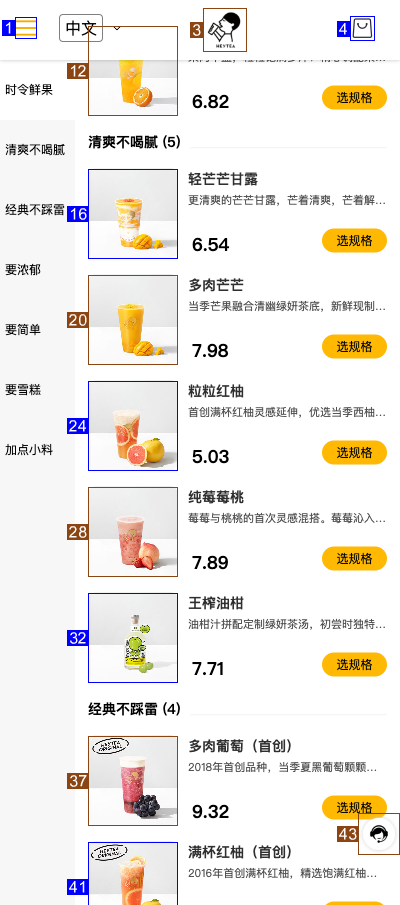 1
中文
3
HEYTEA
4
12
6.82
选规格
时令鲜果
清爽不喝腻
经典不踩雷
要浓郁
要简单
要雪糕
加点小料
清爽不喝腻 (5)
16
轻芒芒甘露
更清爽的芒芒甘露，芒着清爽，芒着解...
6.54
选规格
20
多肉芒芒
当季芒果融合清幽绿妍茶底，新鲜现制...
7.98
选规格
24
粒粒红柚
首创满杯红柚灵感延伸，优选当季西柚...
5.03
选规格
28
纯莓莓桃
莓莓与桃桃的首次灵感混搭。莓莓沁入...
7.89
选规格
32
王榨油柑
油柑汁拼配定制绿妍茶汤，初尝时独特...
7.71
选规格
经典不踩雷 (4)
37
HEYTEA
ORIGINAL
多肉葡萄（首创）
2018年首创品种，当季夏黑葡萄颗颗...
9.32
选规格
43
41
HEYTEA
ORIGINAL
满杯红柚（首创）
2016年首创满杯红柚，精选饱满红柚...